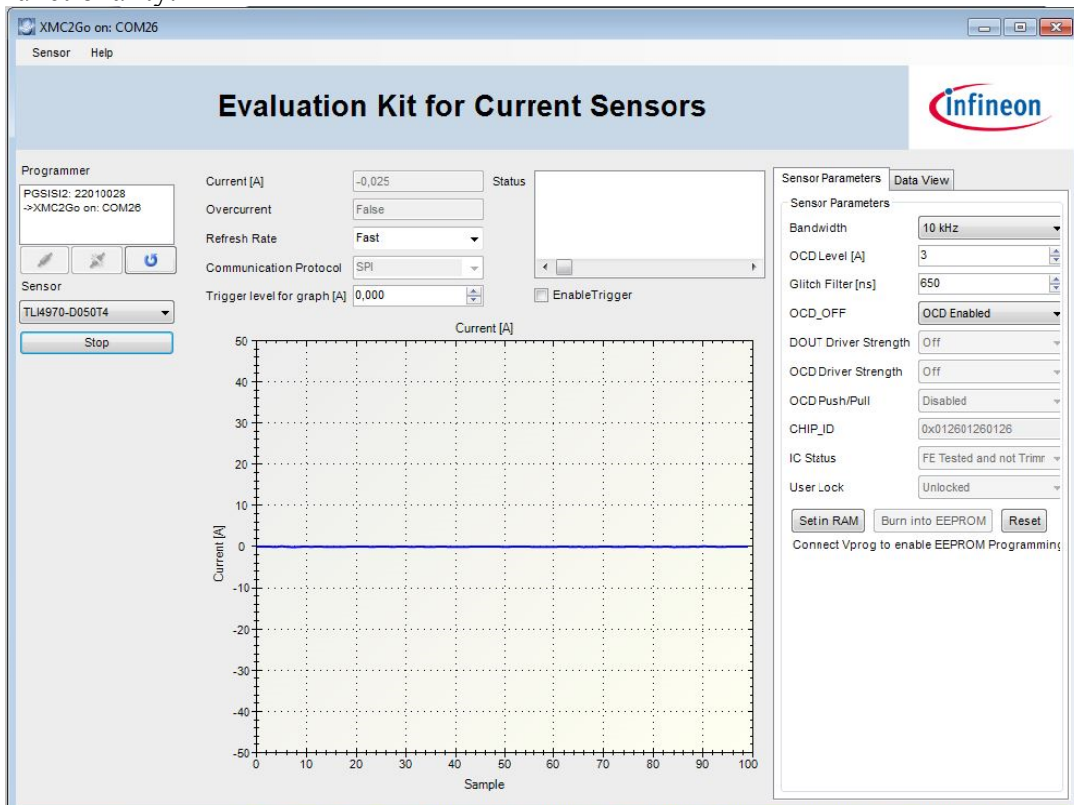 XMC2Go on: COM26
Sensor Help
Evaluation Kit for Current Sensors
infineon
Programmer
PGSISI2: 22010028
->XMC2Go on: COM26
Sensor
TLI4970-D050T4
Stop
Current [A] -0,025
Overcurrent False
Refresh Rate Fast
Communication Protocol SPI
Trigger level for graph [A] 0,000
Status
EnableTrigger
Current [A]
50
40
30
20
10
0
-10
-20
-30
-40
-50
Current [A]
0 10 20 30 40 50 60 70 80 90 100
Sample
Sensor Parameters Data View
Sensor Parameters
Bandwidth 10 kHz
OCD Level [A] 3
Glitch Filter [ns] 650
OCD_OFF OCD Enabled
DOUT Driver Strength Off
OCD Driver Strength Off
OCD Push/Pull Disabled
CHIP_ID 0x012601260126
IC Status FE Tested and not Trimr
User Lock Unlocked
Set in RAM Burn into EEPROM Reset
Connect Vprog to enable EEPROM Programming